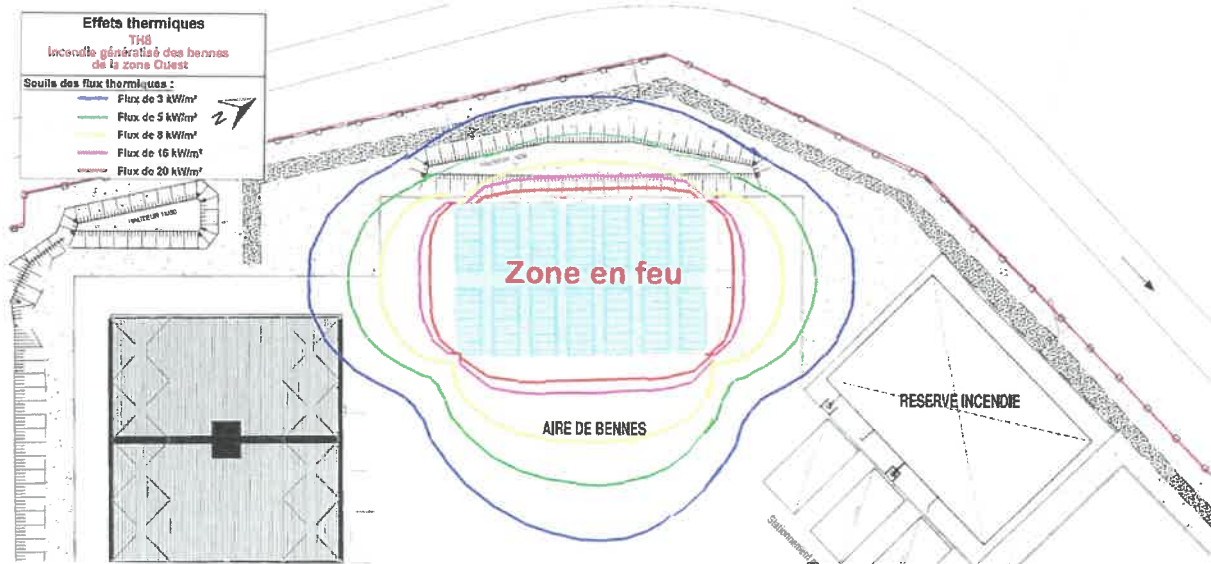 Effets thermiques
TH8
Incendie généralisé des bennes
de la zone Ouest
Seuils des flux thermiques :
Flux de 3 kW/m²
Flux de 5 kW/m²
Flux de 8 kW/m²
Flux de 16 kW/m²
Flux de 20 kW/m²
Zone en feu
AIRE DE BENNES
RESERVE INCENDIE
Stationnement